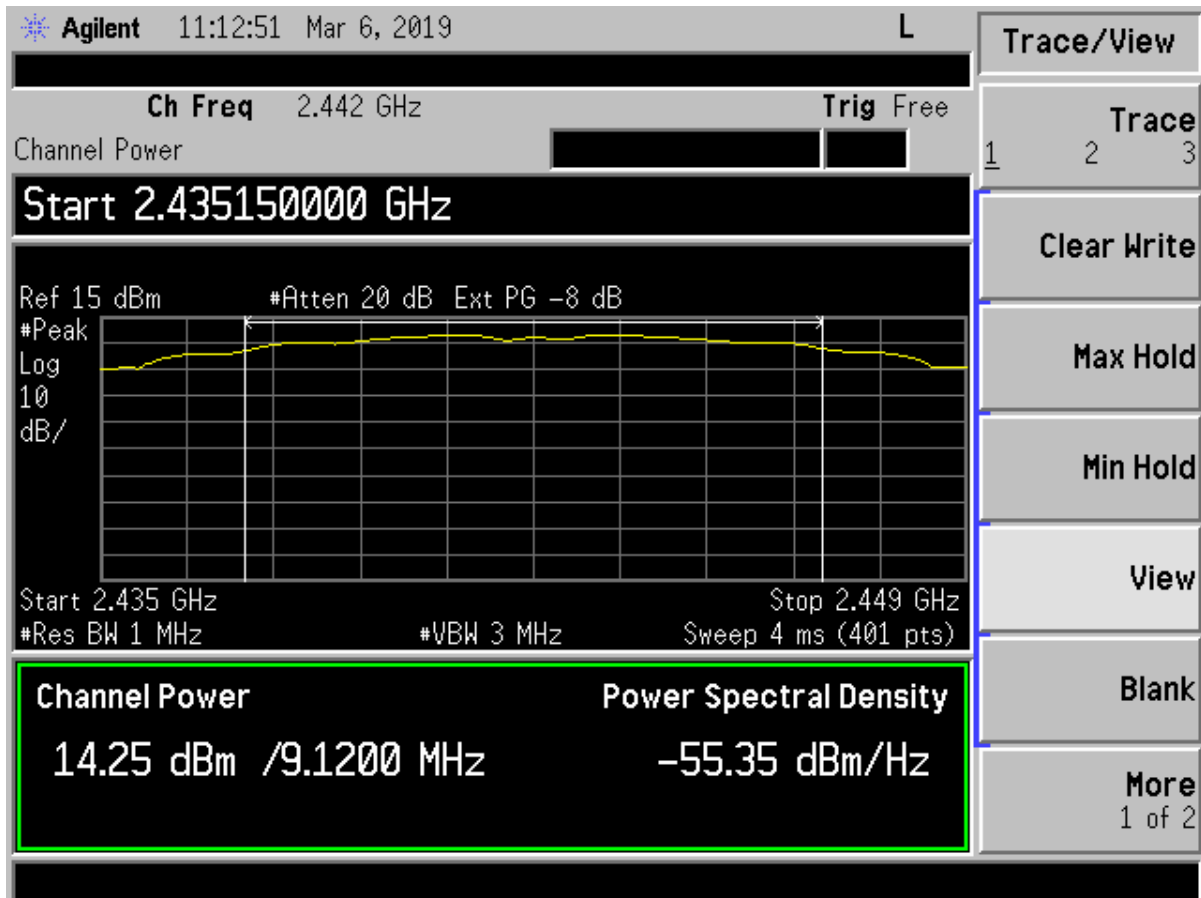 Agilent 11:12:51 Mar 6, 2019 L
Ch Freq 2.442 GHz Trig Free
Channel Power
Start 2.435150000 GHz
Ref 15 dBm #Atten 20 dB Ext PG −8 dB
#Peak
Log
10
dB/
Start 2.435 GHz Stop 2.449 GHz
#Res BW 1 MHz #VBW 3 MHz Sweep 4 ms (401 pts)
Channel Power Power Spectral Density
14.25 dBm /9.1200 MHz −55.35 dBm/Hz
Trace/View
Trace
1 2 3
Clear Write
Max Hold
Min Hold
View
Blank
More
1 of 2